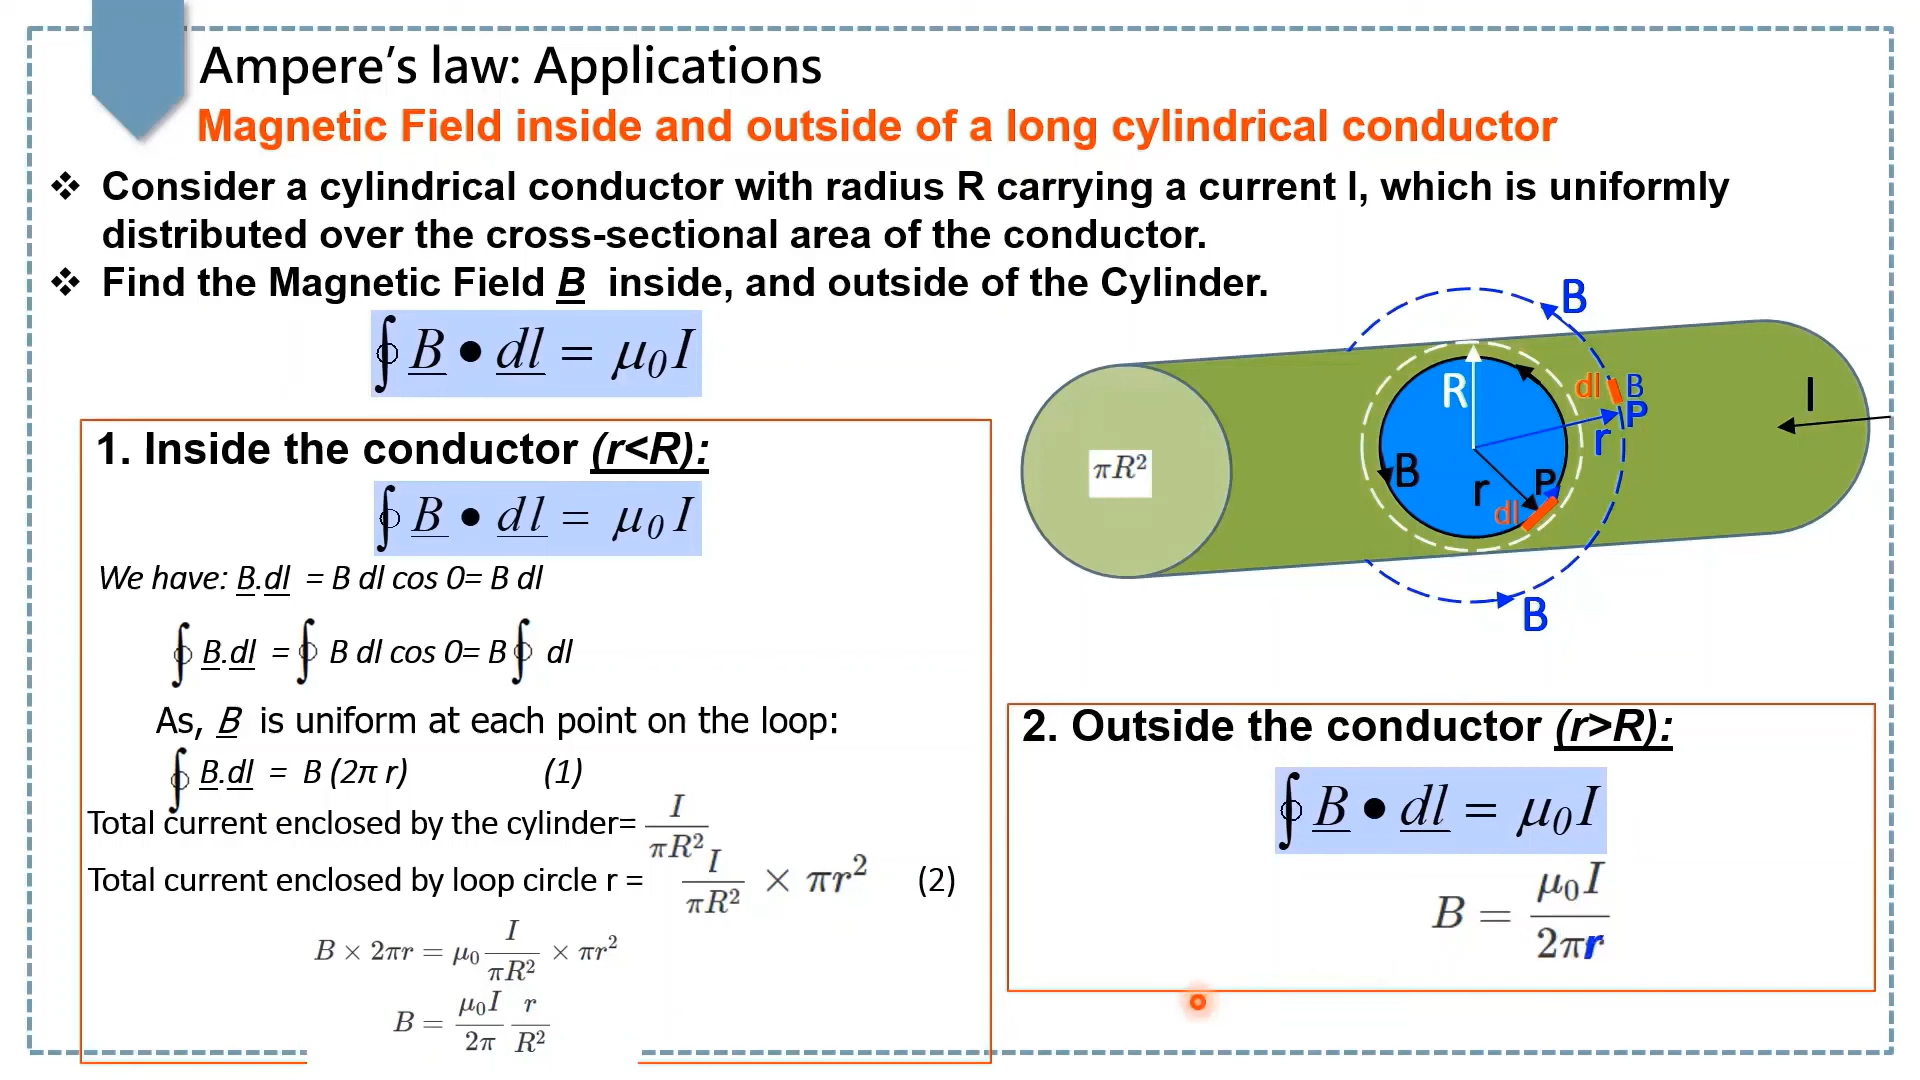 Ampere’s law: Applications
Magnetic Field inside and outside of a long cylindrical conductor
❖ Consider a cylindrical conductor with radius R carrying a current I, which is uniformly
distributed over the cross-sectional area of the conductor.
❖ Find the Magnetic Field B inside, and outside of the Cylinder.
∮ B • dl = μ₀I
1. Inside the conductor (r<R):
∮ B • dl = μ₀I
We have: B.dl = B dl cos 0= B dl
∮ B.dl = ∮ B dl cos 0= B ∮ dl
As, B is uniform at each point on the loop:
∮ B.dl = B (2π r) (1)
Total current enclosed by the cylinder= I/πR²
Total current enclosed by loop circle r = I/πR² × πr² (2)
B × 2πr = μ₀ I/πR² × πr²
B = μ₀I/2π r/R²
πR²
B
R
dl B
P
r
I
B
r
P
dl
B
2. Outside the conductor (r>R):
∮ B • dl = μ₀I
B = μ₀I/2πr